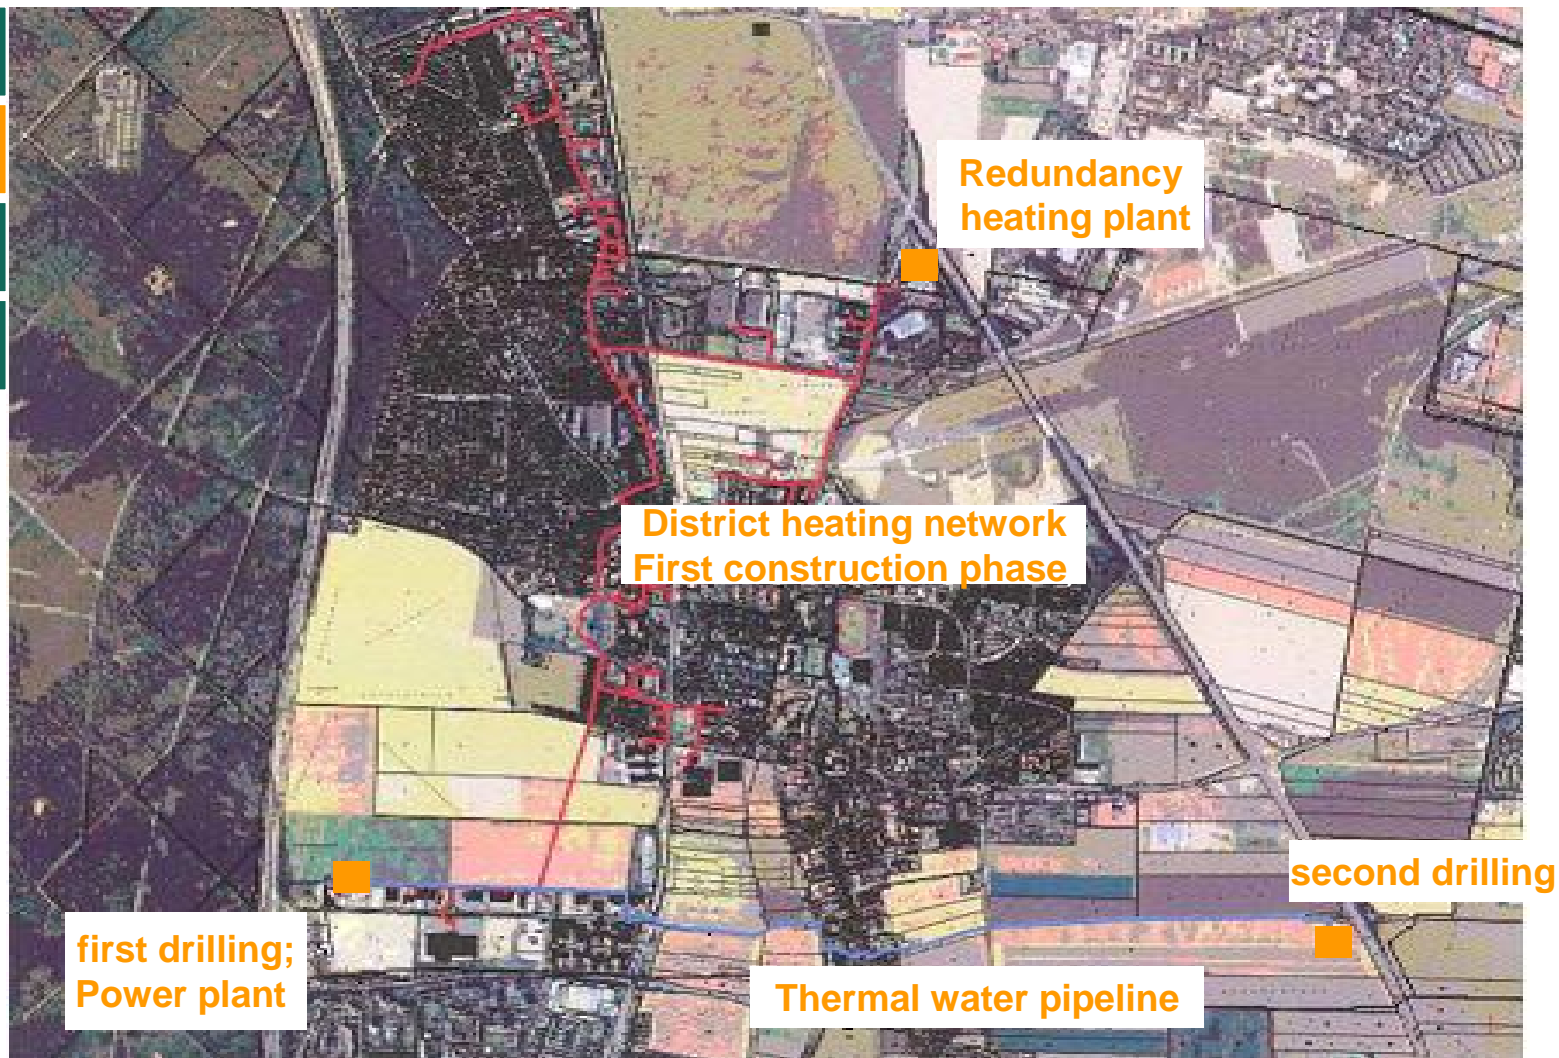 Redundancy
heating plant
District heating network
First construction phase
second drilling
first drilling;
Power plant
Thermal water pipeline